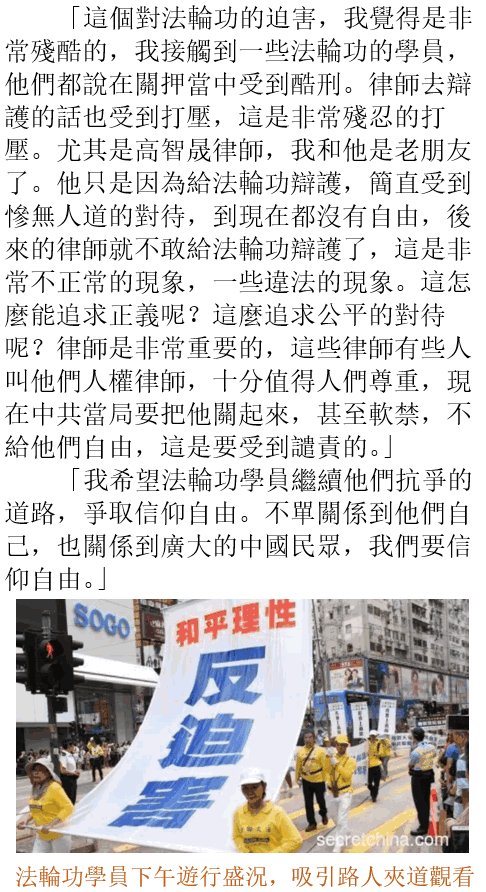 「這個對法輪功的迫害，我覺得是非
常殘酷的，我接觸到一些法輪功的學員，
他們都說在關押當中受到酷刑。律師去辯
護的話也受到打壓，這是非常殘忍的打
壓。尤其是高智晟律師，我和他是老朋友
了。他只是因為給法輪功辯護，簡直受到
慘無人道的對待，到現在都沒有自由，後
來的律師就不敢給法輪功辯護了，這是非
常不正常的現象，一些違法的現象。這怎
麼能追求正義呢？這麼追求公平的對待
呢？律師是非常重要的，這些律師有些人
叫他們人權律師，十分值得人們尊重，現
在中共當局要把他關起來，甚至軟禁，不
給他們自由，這是要受到譴責的。」
「我希望法輪功學員繼續他們抗爭的
道路，爭取信仰自由。不單關係到他們自
己，也關係到廣大的中國民眾，我們要信
仰自由。」
SOGO
和平理性
反迫害
secretchina.com
法輪功學員下午遊行盛況，吸引路人夾道觀看